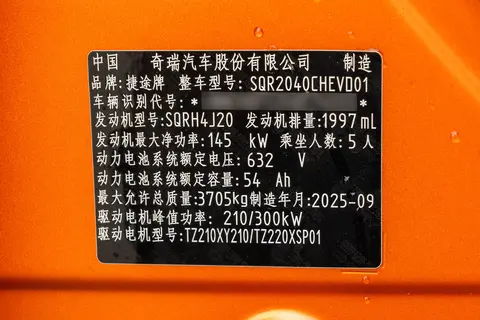 中国 奇瑞汽车股份有限公司 制造
品牌:捷途牌 整车型号:SQR2040CHEVD01
车辆识别代号:* *
发动机型号:SQRH4J20 发动机排量:1997mL
发动机最大净功率:145 kW 乘坐人数:5人
动力电池系统额定电压:632 V
动力电池系统额定容量:54 Ah
最大允许总质量:3705kg制造年月:2025-09
驱动电机峰值功率:210/300kW
驱动电机型号:TZ210XY210/TZ220XSP01